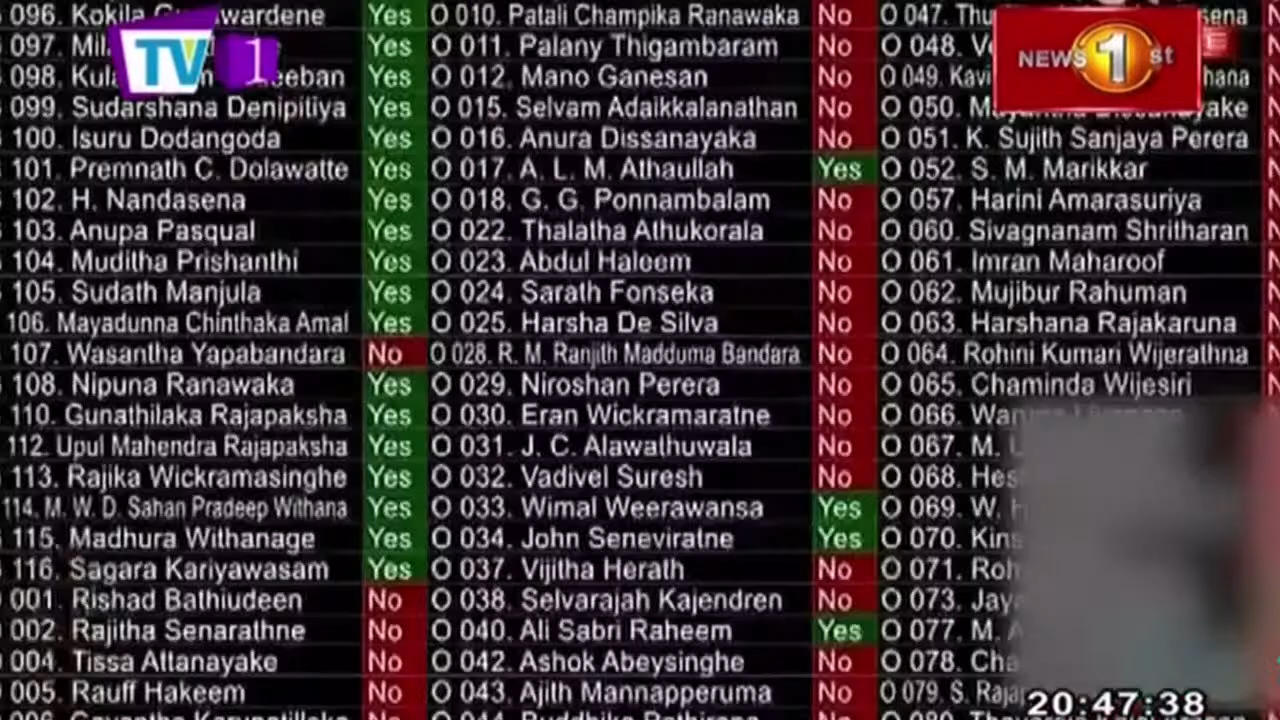 096. Kokila Yes O 010. Patali Champika Ranawaka No O 047.
097. Yes O 011. Palany Thigambaram No O 048.
098. Yes O 012. Mano Ganesan No O 049.
099. Sudarshana Denipitiya Yes O 015. Selvam Adaikkalanathan No O 050.
100. Isuru Dodangoda Yes O 016. Anura Dissanayaka No O 051. K. Sujith Sanjaya Perera
101. Premnath C. Dolawatte Yes O 017. A. L. M. Athaullah Yes O 052. S. M. Marikkar
102. H. Nandasena Yes O 018. G. G. Ponnambalam No O 057. Harini Amarasuriya
103. Anupa Pasqual Yes O 022. Thalatha Athukorala No O 060. Sivagnanam Shritharan
104. Muditha Prishanthi Yes O 023. Abdul Haleem No O 061. Imran Maharoof
105. Sudath Manjula Yes O 024. Sarath Fonseka No O 062. Mujibur Rahuman
106. Mayadunna Chinthaka Amal Yes O 025. Harsha De Silva No O 063. Harshana Rajakaruna
107. Wasantha Yapabandara No O 028. R. M. Ranjith Madduma Bandara No O 064. Rohini Kumari Wijerathna
108. Nipuna Ranawaka Yes O 029. Niroshan Perera No O 065. Chaminda Wijesiri
110. Gunathilaka Rajapaksha Yes O 030. Eran Wickramaratne No O 066.
112. Upul Mahendra Rajapaksha Yes O 031. J. C. Alawathuwala No O 067. M.
113. Rajika Wickramasinghe Yes O 032. Vadivel Suresh No O 068.
114. M. W. D. Sahan Pradeep Withana Yes O 033. Wimal Weerawansa Yes O 069. W.
115. Madhura Withanage Yes O 034. John Seneviratne Yes O 070.
116. Sagara Kariyawasam Yes O 037. Vijitha Herath No O 071.
001. Rishad Bathiudeen No O 038. Selvarajah Kajendren No O 073.
002. Rajitha Senarathne No O 040. Ali Sabri Raheem Yes O 077. M.
004. Tissa Attanayake No O 042. Ashok Abeysinghe No O 078.
005. Rauff Hakeem No O 043. Ajith Mannapperuma No O 079. S.
TV 1
NEWS 1st
20:47:38